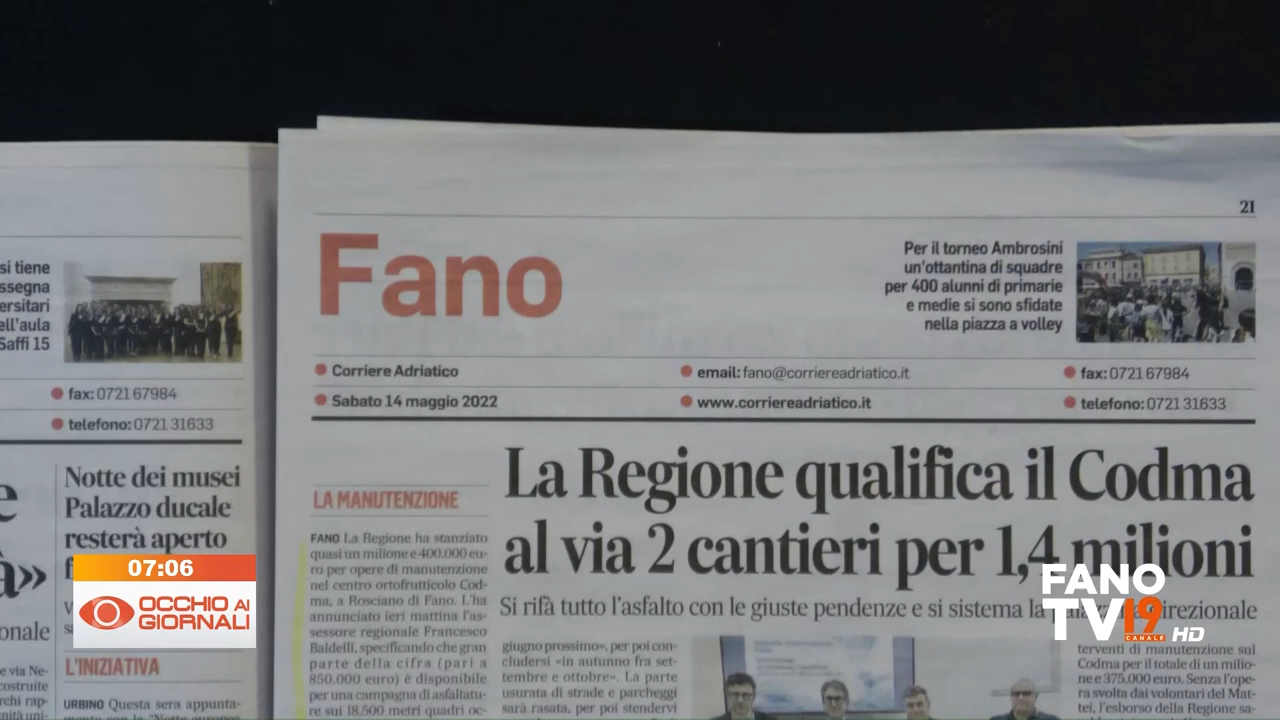 21
Fano
Per il torneo Ambrosini
un'ottantina di squadre
per 400 alunni di primarie
e medie si sono sfidate
nella piazza a volley
si tiene
ell'aula
Saffi 15
Corriere Adriatico
email: fano@corriereadriatico.it
fax: 0721 67984
Sabato 14 maggio 2022
www.corriereadriatico.it
telefono: 0721 31633
fax: 0721 67984
telefono: 0721 31633
Notte dei musei
Palazzo ducale
resterà aperto
La Regione qualifica il Codma
al via 2 cantieri per 1,4 milioni
Si rifà tutto l'asfalto con le giuste pendenze e si sistema la direzionale
LA MANUTENZIONE
FANO La Regione ha stanziato
quasi un milione e 400.000 eu-
ro per opere di manutenzione
nel centro ortofrutticolo Cod-
ma, a Rosciano di Fano. L'ha
annunciato ieri mattina l'as-
sessore regionale Francesco
Baldelli, specificando che gran
parte della cifra (pari a
850.000 euro) è disponibile
per una campagna di asfaltatu-
re sui 18.500 metri quadri oc-
giugno prossimo», per poi con-
cludersi «in autunno fra set-
tembre e ottobre». La parte
usurata di strade e parcheggi
sarà rasata, per poi stendervi
terventi di manutenzione sul
Codma per il totale di un milio-
ne e 375.000 euro. Senza l'ope-
ra svolta dai volontari del Mat-
tei, l'esborso della Regione sa-
L'INIZIATIVA
URBINO Questa sera appunta-
mento con la "Notte europea
07:06
OCCHIO AI
GIORNALI
FANO
TV19
CANALE HD